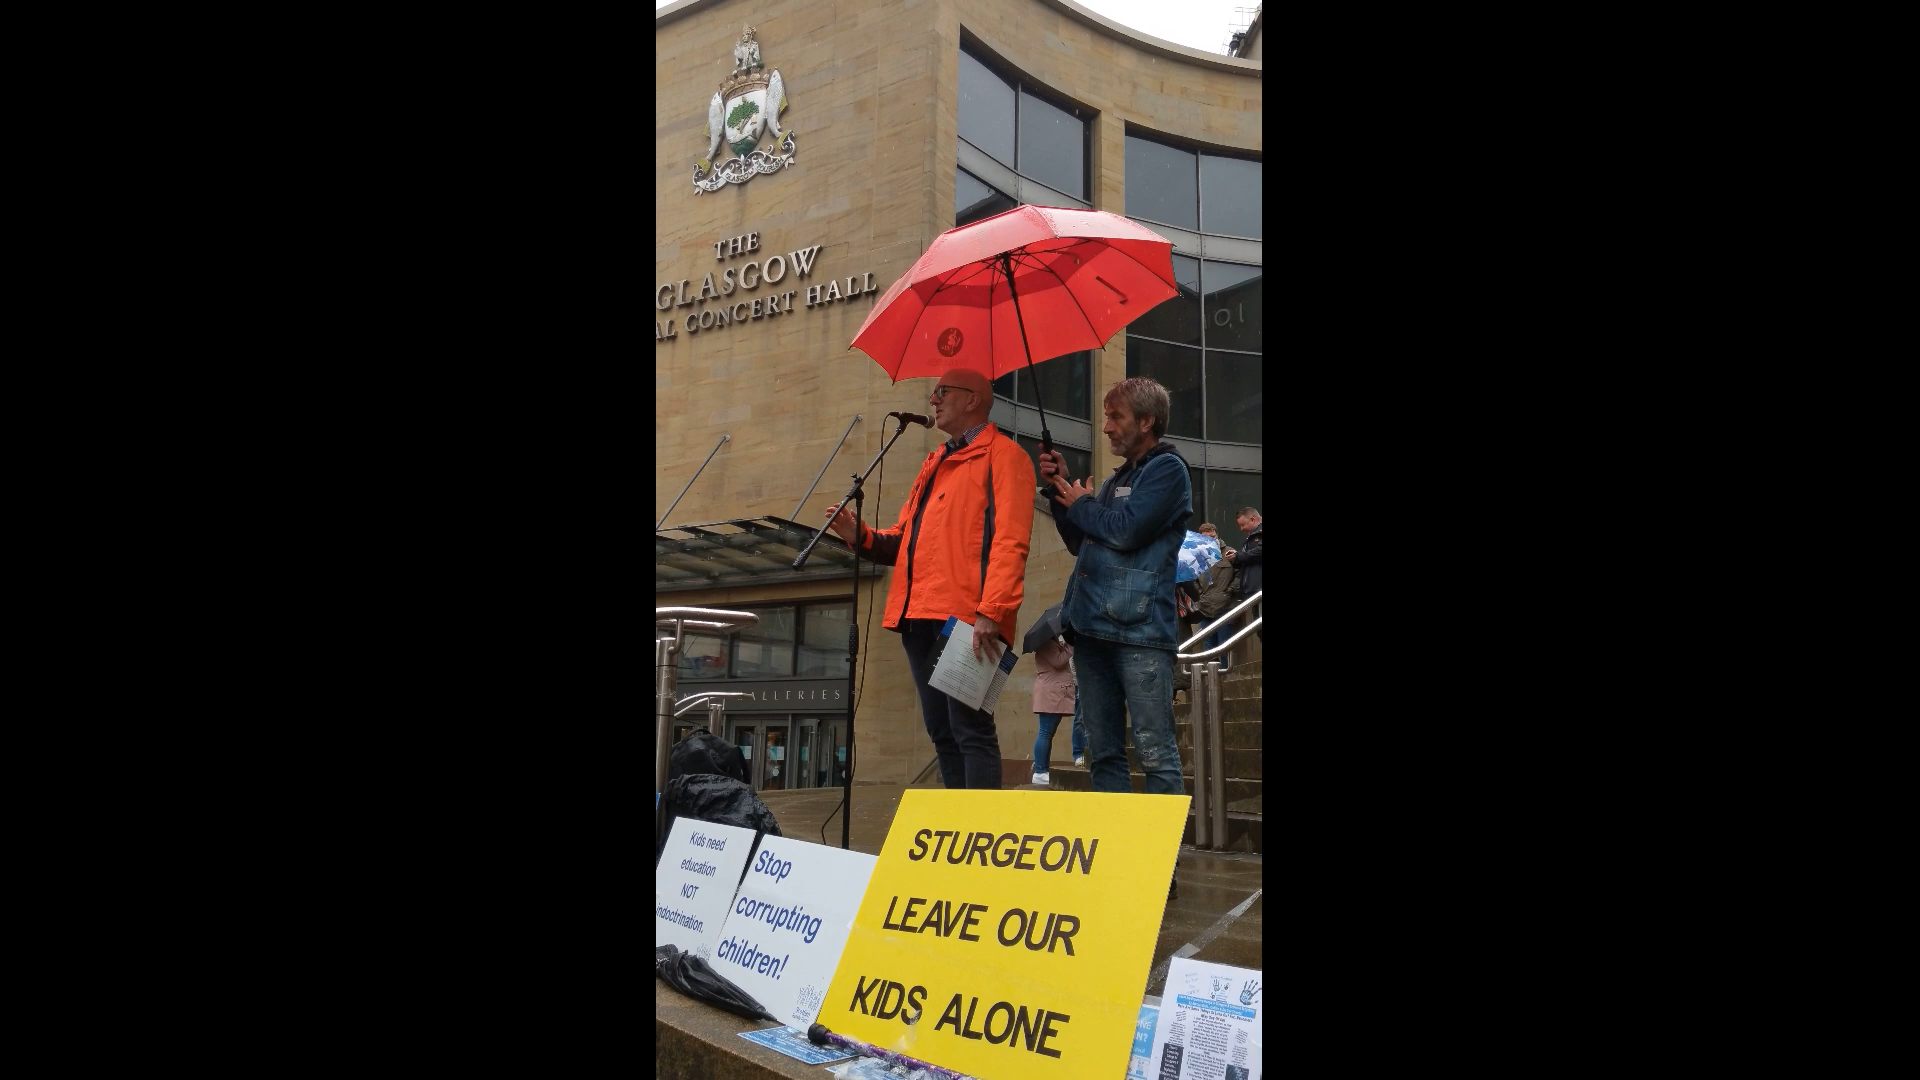 THE
GLASGOW
AL CONCERT HALL
ALLERIES
Kids need
education
NOT
indoctrination.
Stop
corrupting
children!
STURGEON
LEAVE OUR
KIDS ALONE